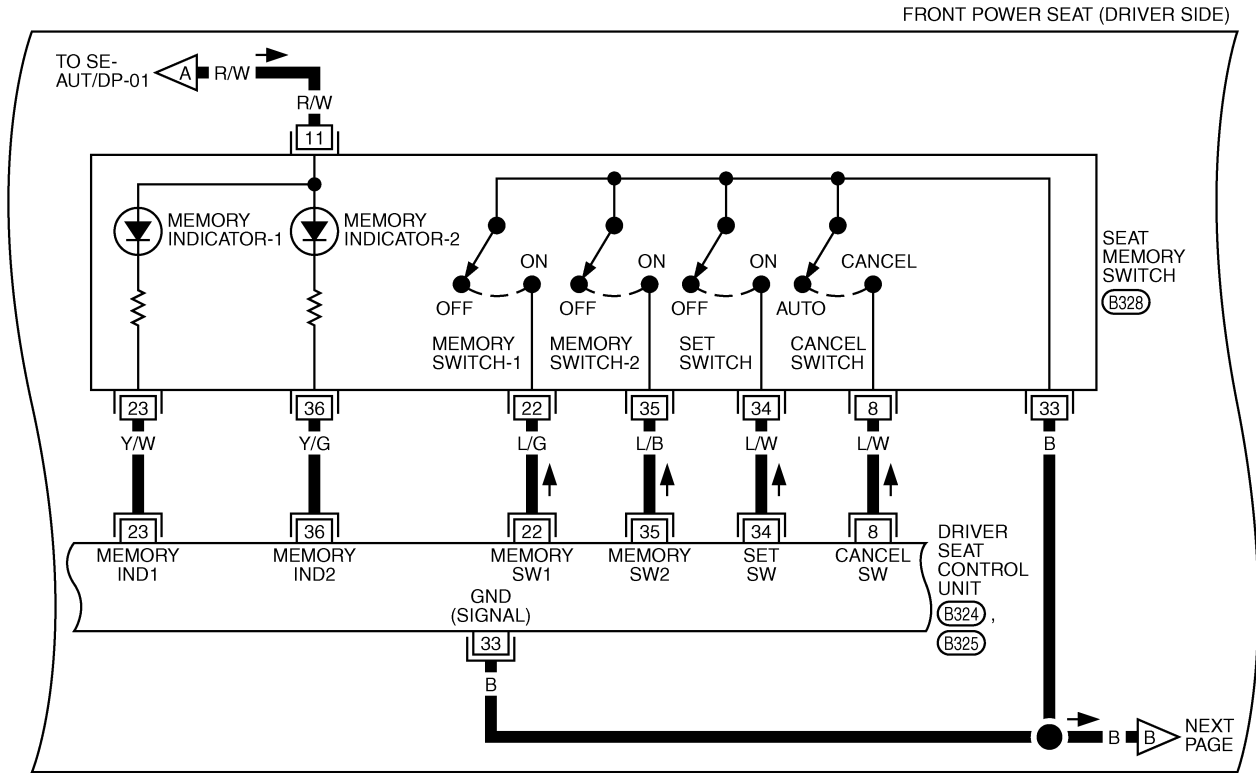 FRONT POWER SEAT (DRIVER SIDE)
TO SE-
AUT/DP-01
A
R/W
R/W
11
MEMORY
INDICATOR-1
MEMORY
INDICATOR-2
OFF
ON
OFF
ON
OFF
ON
AUTO
CANCEL
MEMORY
SWITCH-1
MEMORY
SWITCH-2
SET
SWITCH
CANCEL
SWITCH
SEAT
MEMORY
SWITCH
B328
23
36
22
35
34
8
33
Y/W
Y/G
L/G
L/B
L/W
L/W
B
23
36
22
35
34
8
MEMORY
IND1
MEMORY
IND2
MEMORY
SW1
MEMORY
SW2
SET
SW
CANCEL
SW
GND
(SIGNAL)
DRIVER
SEAT
CONTROL
UNIT
B324 ,
B325
33
B
B
B
NEXT
PAGE